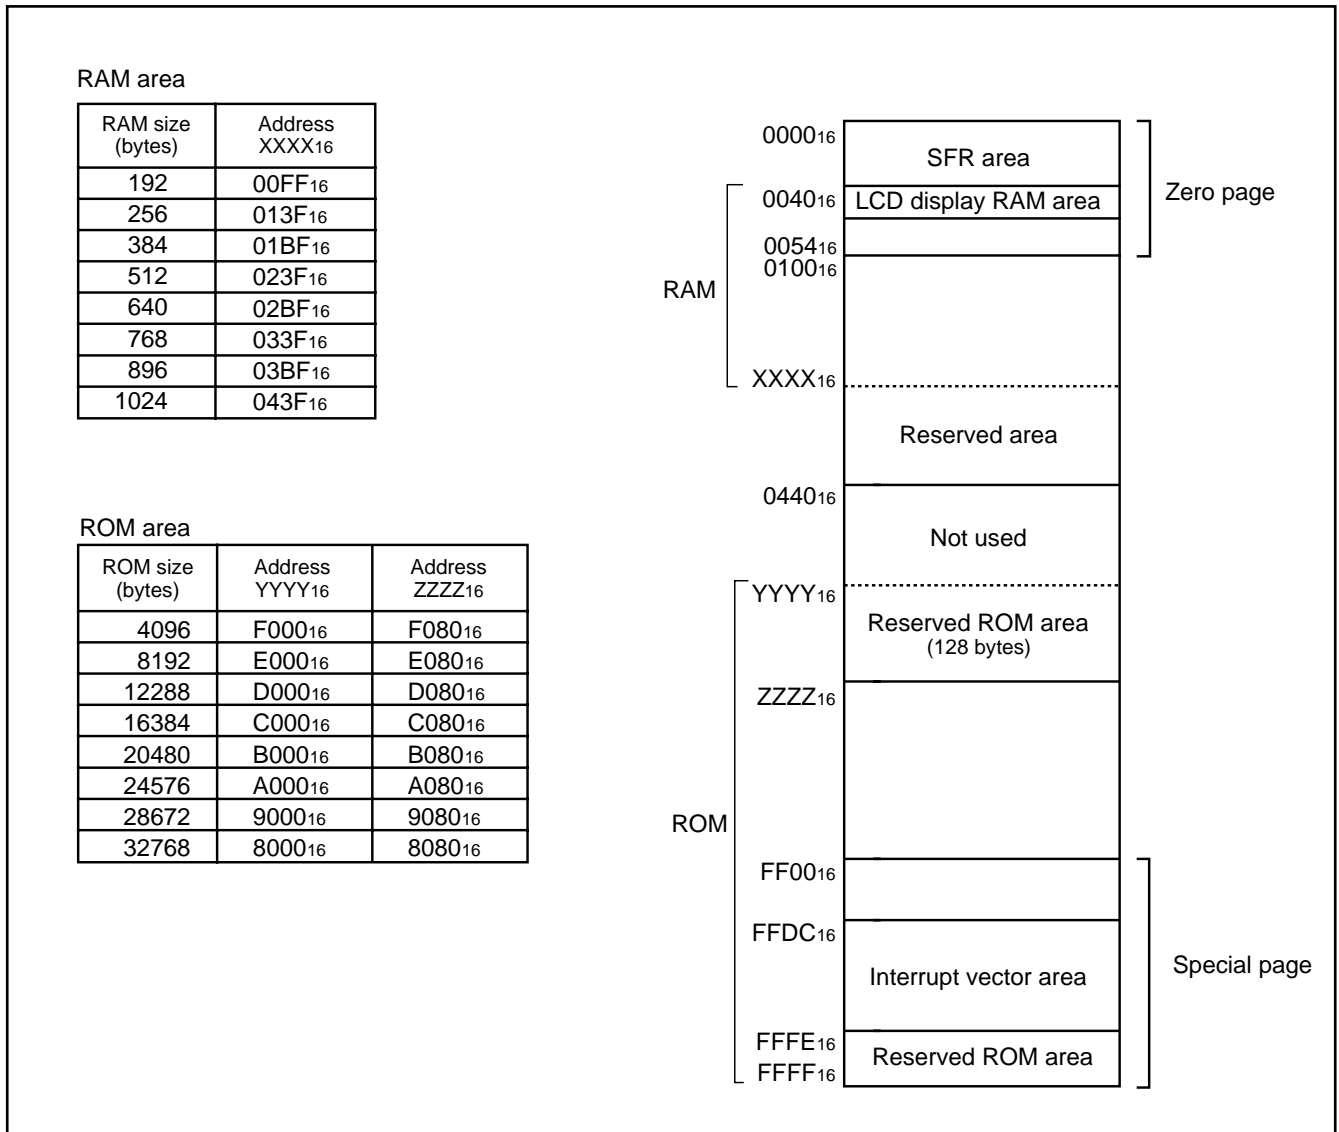 RAM area
RAM size (bytes) Address XXXX16
192 00FF16
256 013F16
384 01BF16
512 023F16
640 02BF16
768 033F16
896 03BF16
1024 043F16
ROM area
ROM size (bytes) Address YYYY16 Address ZZZZ16
4096 F00016 F08016
8192 E00016 E08016
12288 D00016 D08016
16384 C00016 C08016
20480 B00016 B08016
24576 A00016 A08016
28672 900016 908016
32768 800016 808016
000016
SFR area
Zero page
004016 LCD display RAM area
005416
010016
RAM
XXXX16
Reserved area
044016
Not used
YYYY16
Reserved ROM area
(128 bytes)
ZZZZ16
ROM
FF0016
FFDC16
Interrupt vector area
Special page
FFFE16
Reserved ROM area
FFFF16